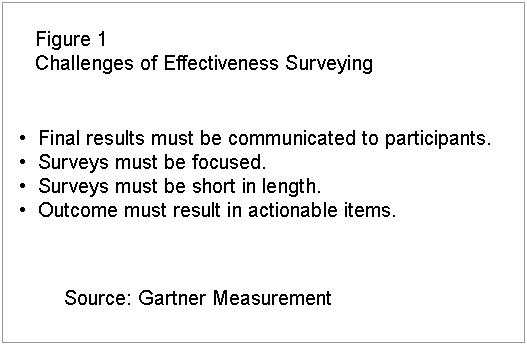 Figure 1
Challenges of Effectiveness Surveying
• Final results must be communicated to participants.
• Surveys must be focused.
• Surveys must be short in length.
• Outcome must result in actionable items.
Source: Gartner Measurement